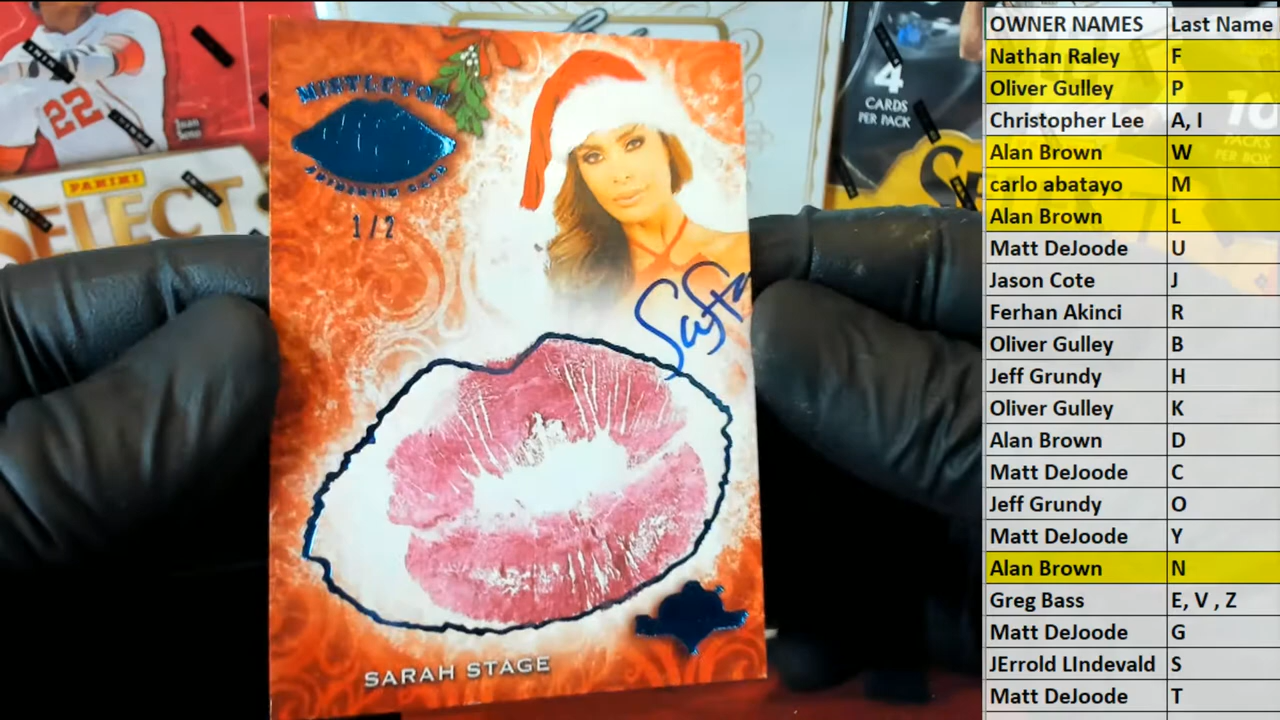 22
PANINI
SELECT
MISTLETOE
AUTHENTIC CARD
1/2
SARAH STAGE
4
CARDS
PER PACK
10
PACKS
PER BOX
OWNER NAMES Last Name
Nathan Raley F
Oliver Gulley P
Christopher Lee A, I
Alan Brown W
carlo abatayo M
Alan Brown L
Matt DeJoode U
Jason Cote J
Ferhan Akinci R
Oliver Gulley B
Jeff Grundy H
Oliver Gulley K
Alan Brown D
Matt DeJoode C
Jeff Grundy O
Matt DeJoode Y
Alan Brown N
Greg Bass E, V , Z
Matt DeJoode G
JErrold LIndevald S
Matt DeJoode T